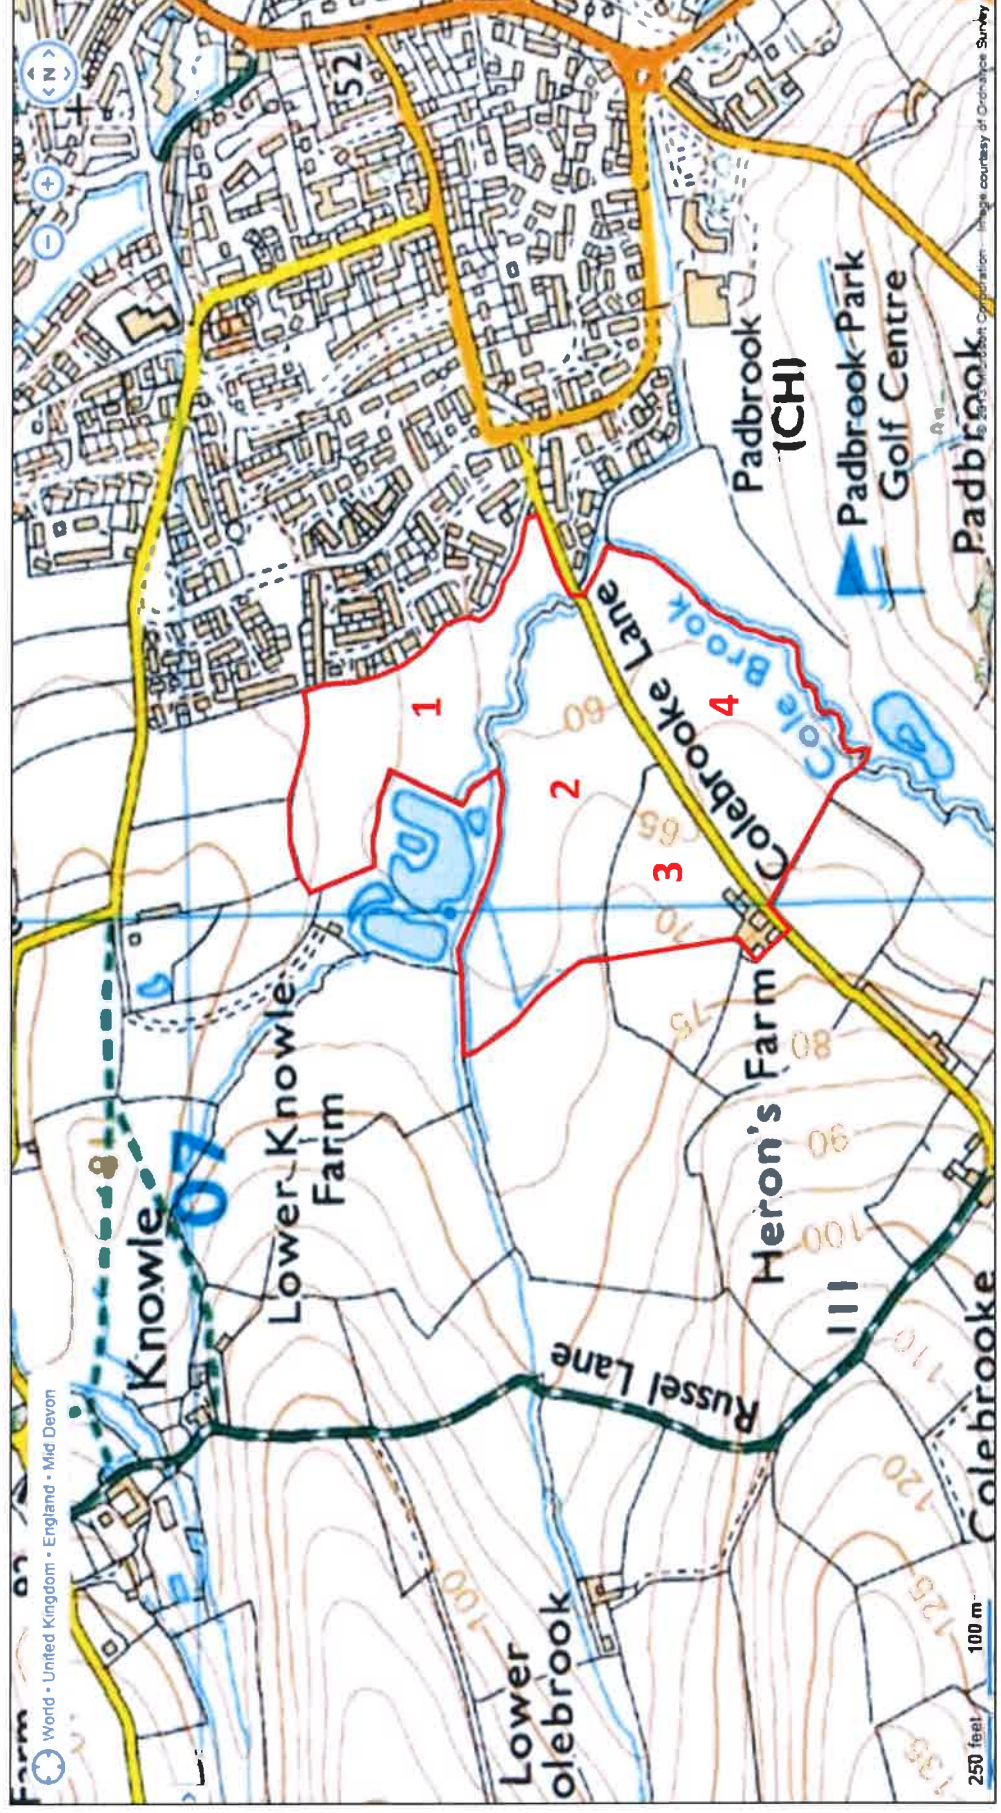 World • United Kingdom • England • Mid Devon
N
52
Knowle
07
Lower Knowle
Farm
Russel Lane
Lower
olebrook
Heron's Farm
Colebrooke Lane
Cole Brook
Padbrook
(CH)
Padbrook Park
Golf Centre
Padbrook
Colebrooke
1
2
3
4
60
65
70
75
80
90
100
110
120
125
135
100
250 feet
100 m
Image courtesy of Ordnance Survey